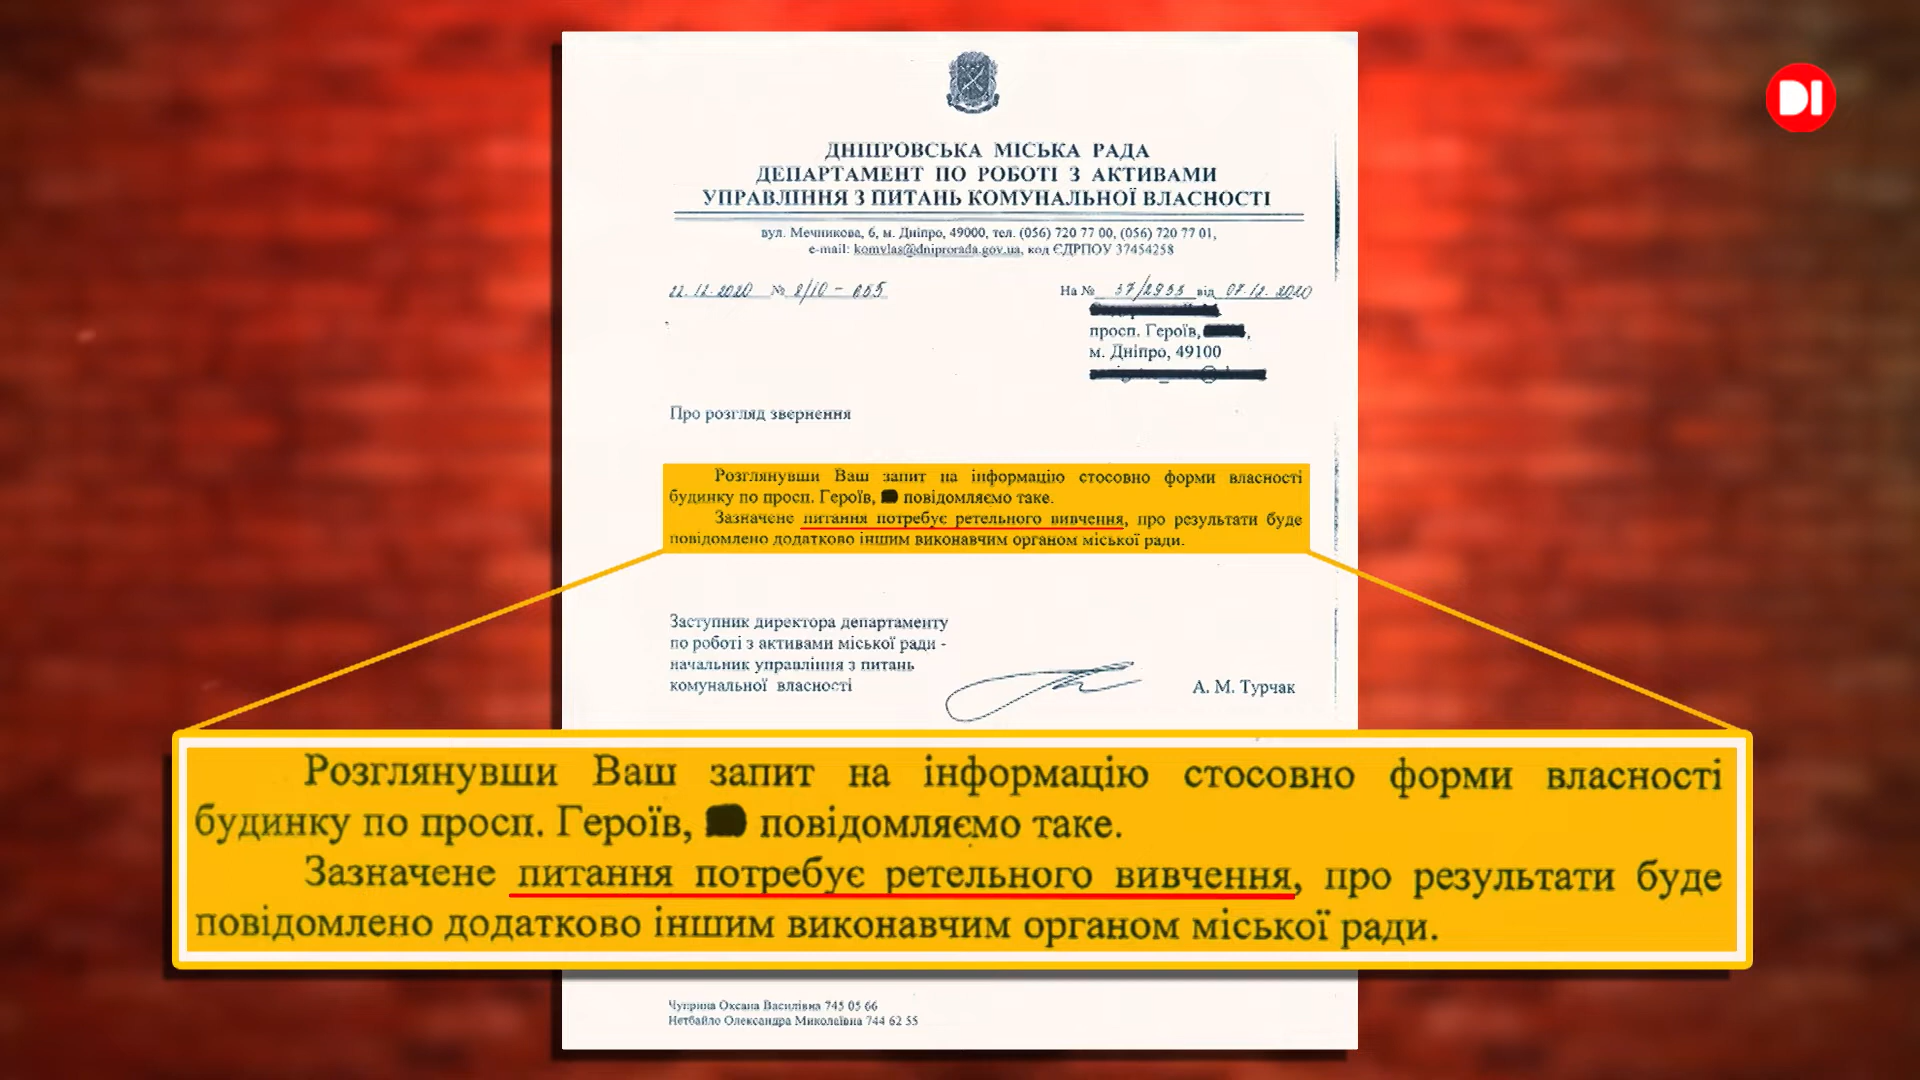 DI
ДНІПРОВСЬКА МІСЬКА РАДА
ДЕПАРТАМЕНТ ПО РОБОТІ З АКТИВАМИ
УПРАВЛІННЯ З ПИТАНЬ КОМУНАЛЬНОЇ ВЛАСНОСТІ
вул. Мечникова, 6, м. Дніпро, 49000, тел. (056) 720 77 00, (056) 720 77 01,
e-mail: komvlas@dniprorada.gov.ua, код ЄДРПОУ 37454258
22.12.2020 № 2/10 - 655
На № 37/2953 від 07.12.2020
просп. Героїв,
м. Дніпро, 49100
Про розгляд звернення
Розглянувши Ваш запит на інформацію стосовно форми власності
будинку по просп. Героїв, повідомляємо таке.
Зазначене питання потребує ретельного вивчення, про результати буде
повідомлено додатково іншим виконавчим органом міської ради.
Заступник директора департаменту
по роботі з активами міської ради -
начальник управління з питань
комунальної власності
А. М. Турчак
Розглянувши Ваш запит на інформацію стосовно форми власності
будинку по просп. Героїв, повідомляємо таке.
Зазначене питання потребує ретельного вивчення, про результати буде
повідомлено додатково іншим виконавчим органом міської ради.
Чуприна Оксана Василівна 745 05 66
Нетбайло Олександра Миколаївна 744 62 55